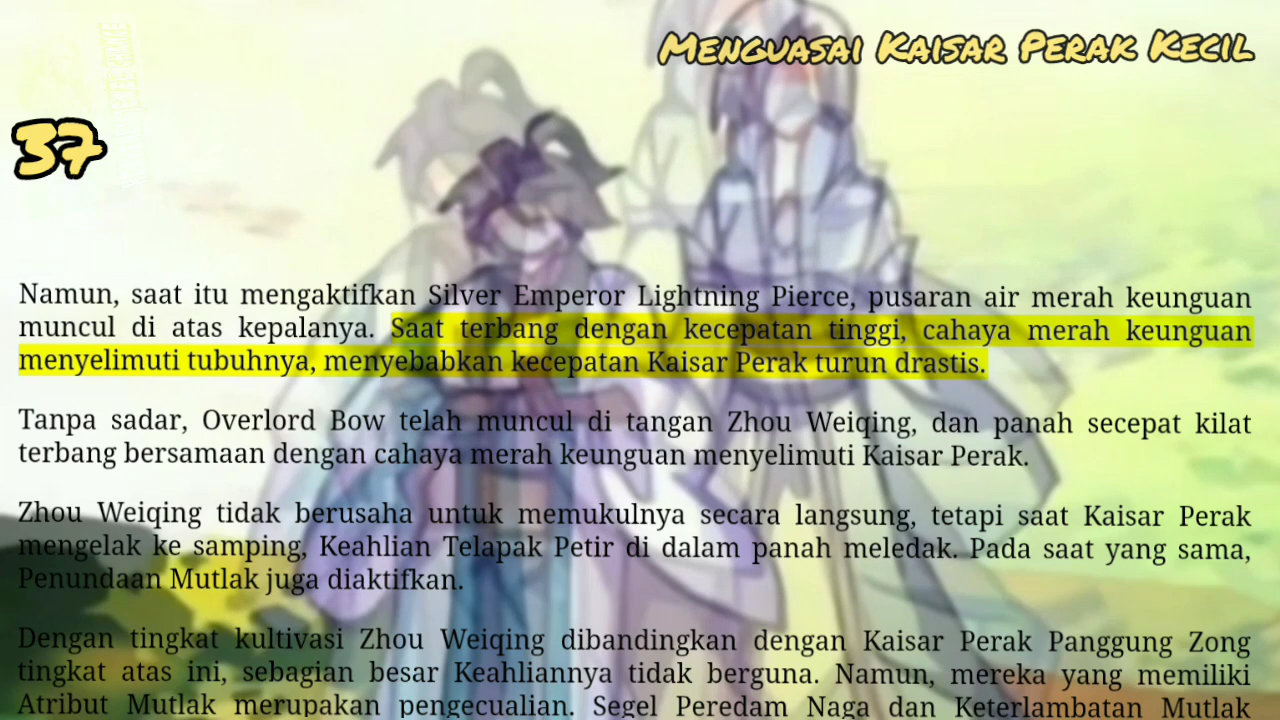 Menguasai Kaisar Perak Kecil
37
Namun, saat itu mengaktifkan Silver Emperor Lightning Pierce, pusaran air merah keunguan
muncul di atas kepalanya. Saat terbang dengan kecepatan tinggi, cahaya merah keunguan
menyelimuti tubuhnya, menyebabkan kecepatan Kaisar Perak turun drastis.
Tanpa sadar, Overlord Bow telah muncul di tangan Zhou Weiqing, dan panah secepat kilat
terbang bersamaan dengan cahaya merah keunguan menyelimuti Kaisar Perak.
Zhou Weiqing tidak berusaha untuk memukulnya secara langsung, tetapi saat Kaisar Perak
mengelak ke samping, Keahlian Telapak Petir di dalam panah meledak. Pada saat yang sama,
Penundaan Mutlak juga diaktifkan.
Dengan tingkat kultivasi Zhou Weiqing dibandingkan dengan Kaisar Perak Panggung Zong
tingkat atas ini, sebagian besar Keahliannya tidak berguna. Namun, mereka yang memiliki
Atribut Mutlak merupakan pengecualian. Segel Peredam Naga dan Keterlambatan Mutlak